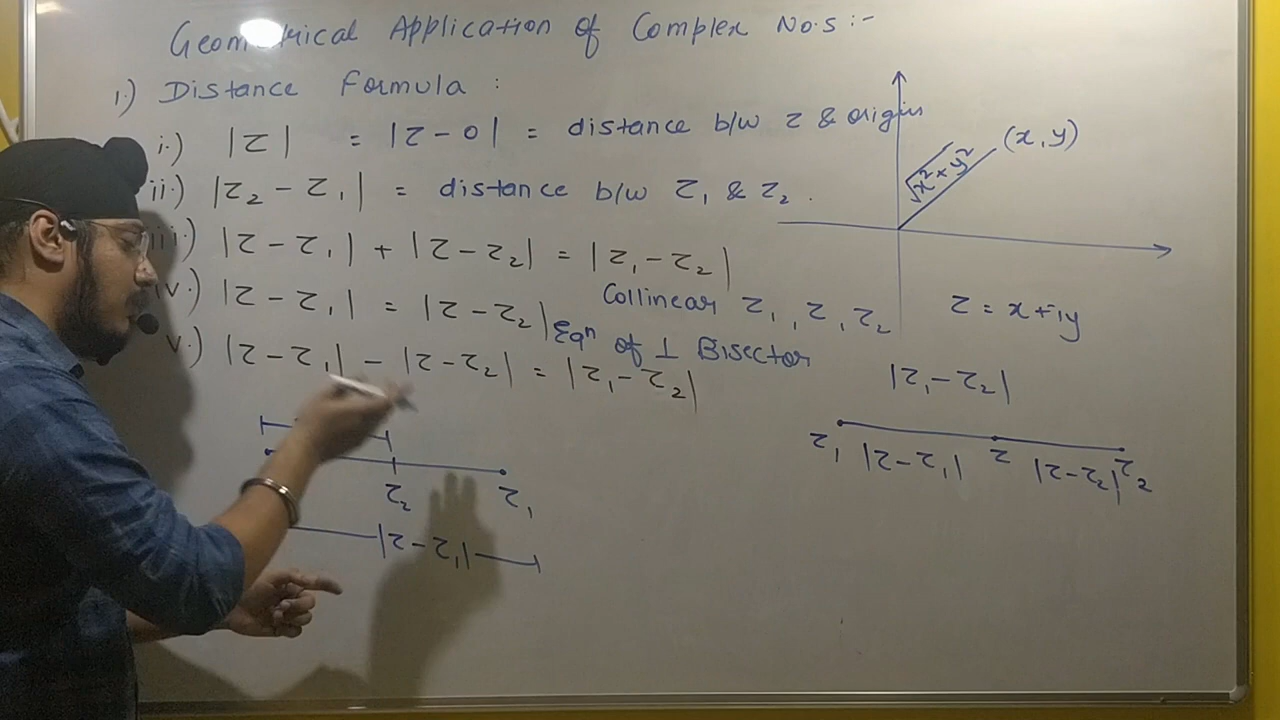 Geometrical Application of Complex No.s :-
1.) Distance Formula :
i.) |z| = |z-0| = distance b/w z & origin
ii.) |z₂ - z₁| = distance b/w z₁ & z₂ .
iii.) |z-z₁| + |z-z₂| = |z₁-z₂|
Collinear z₁, z, z₂
iv.) |z-z₁| = |z-z₂| Eqⁿ of ⊥ Bisector
v.) |z-z₁| - |z-z₂| = |z₁-z₂|
z₂ z₁
|z-z₁|
(x,y)
√x²+y²
z = x+iy
|z₁-z₂|
z₁ |z-z₁| z |z-z₂| z₂